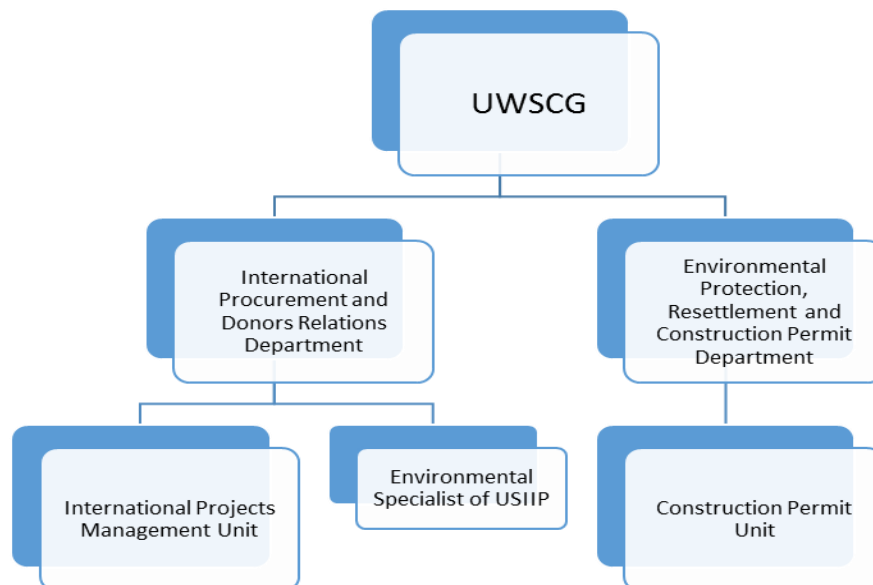 UWSCG
International
Procurement and
Donors Relations
Department
Environmental
Protection,
Resettlement and
Construction Permit
Department
International Projects
Management Unit
Environmental
Specialist of USIIP
Construction Permit
Unit